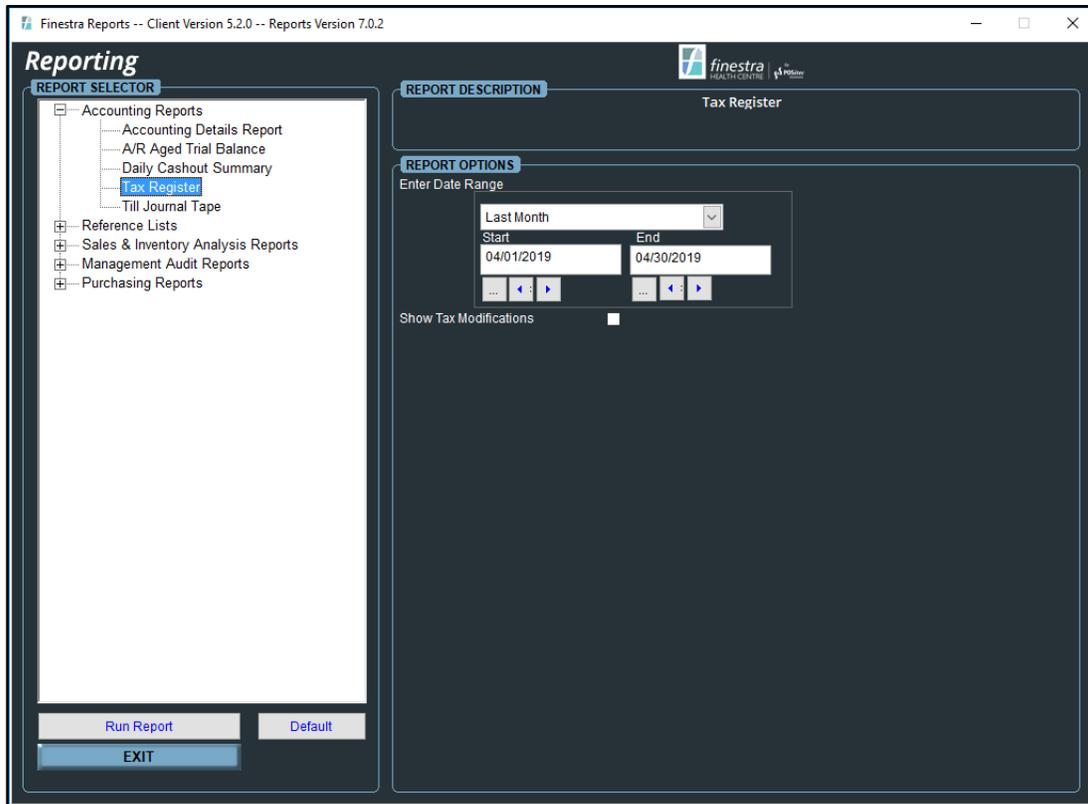 Finestra Reports -- Client Version 5.2.0 -- Reports Version 7.0.2
Reporting
finestra
HEALTH CENTRE
REPORT SELECTOR
Accounting Reports
Accounting Details Report
A/R Aged Trial Balance
Daily Cashout Summary
Tax Register
Till Journal Tape
Reference Lists
Sales & Inventory Analysis Reports
Management Audit Reports
Purchasing Reports
Run Report
Default
EXIT
REPORT DESCRIPTION
Tax Register
REPORT OPTIONS
Enter Date Range
Last Month
Start
End
04/01/2019
04/30/2019
...
...
Show Tax Modifications